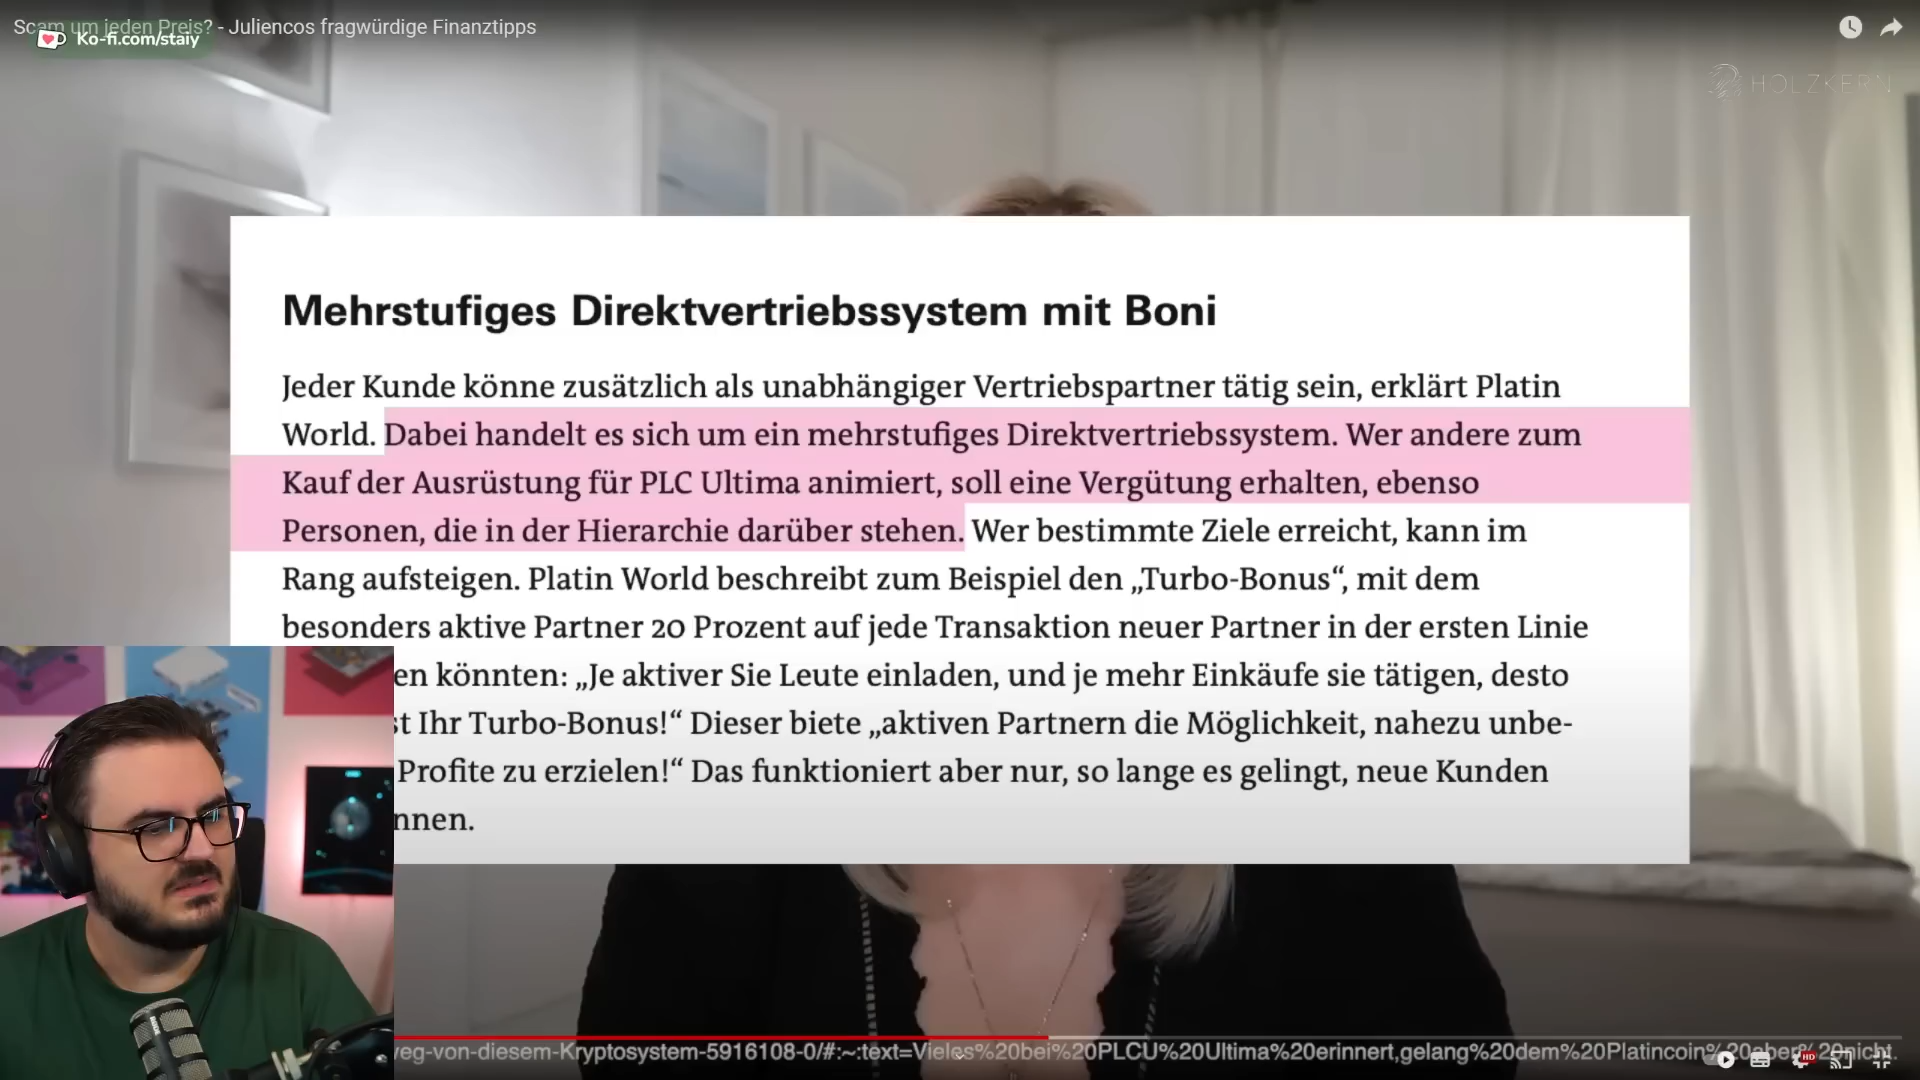 Scam um jeden Preis? - Juliencos fragwürdige Finanztipps
Ko-fi.com/staiy
HOLZKERN
Mehrstufiges Direktvertriebssystem mit Boni
Jeder Kunde könne zusätzlich als unabhängiger Vertriebspartner tätig sein, erklärt Platin
World. Dabei handelt es sich um ein mehrstufiges Direktvertriebssystem. Wer andere zum
Kauf der Ausrüstung für PLC Ultima animiert, soll eine Vergütung erhalten, ebenso
Personen, die in der Hierarchie darüber stehen. Wer bestimmte Ziele erreicht, kann im
Rang aufsteigen. Platin World beschreibt zum Beispiel den „Turbo-Bonus“, mit dem
besonders aktive Partner 20 Prozent auf jede Transaktion neuer Partner in der ersten Linie
en könnten: „Je aktiver Sie Leute einladen, und je mehr Einkäufe sie tätigen, desto
st Ihr Turbo-Bonus!“ Dieser biete „aktiven Partnern die Möglichkeit, nahezu unbe-
Profite zu erzielen!“ Das funktioniert aber nur, so lange es gelingt, neue Kunden
nnen.
weg-von-diesem-Kryptosystem-5916108-0/#:~:text=Vieles%20bei%20PLCU%20Ultima%20erinnert,gelang%20dem%20Platincoin%20aber%20nicht.
HD